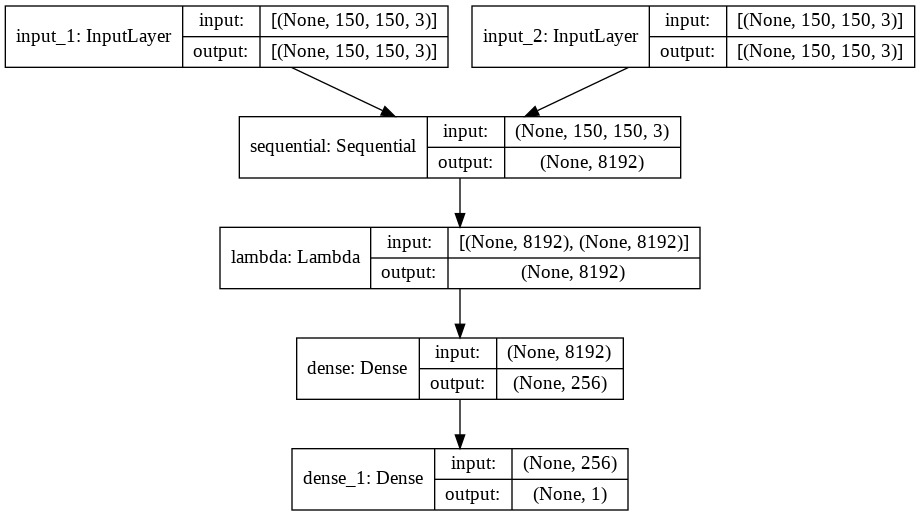 input_1: InputLayer
input:
[(None, 150, 150, 3)]
output:
[(None, 150, 150, 3)]
input_2: InputLayer
input:
[(None, 150, 150, 3)]
output:
[(None, 150, 150, 3)]
sequential: Sequential
input:
(None, 150, 150, 3)
output:
(None, 8192)
lambda: Lambda
input:
[(None, 8192), (None, 8192)]
output:
(None, 8192)
dense: Dense
input:
(None, 8192)
output:
(None, 256)
dense_1: Dense
input:
(None, 256)
output:
(None, 1)